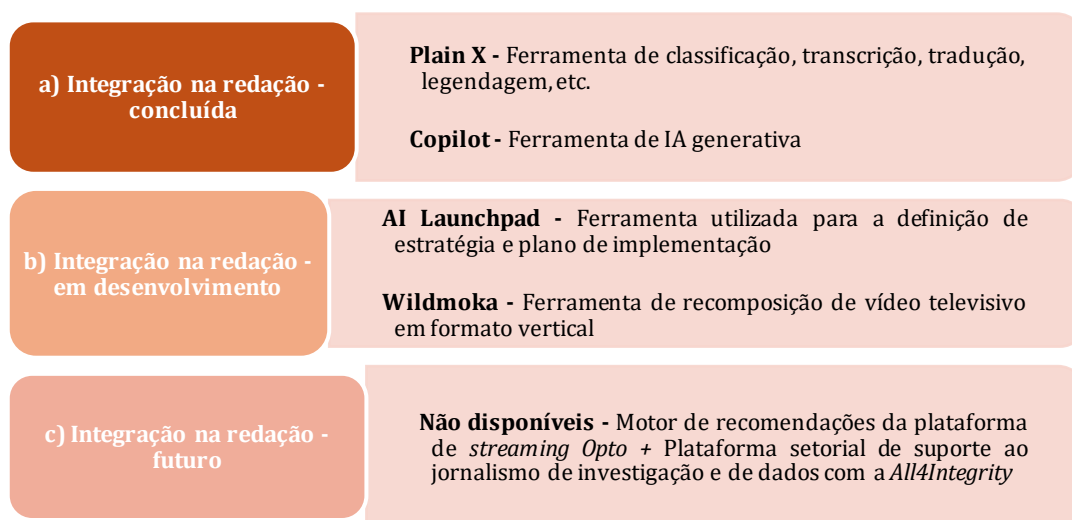 a) Integração na redação -
concluída
Plain X - Ferramenta de classificação, transcrição, tradução,
legendagem, etc.
Copilot - Ferramenta de IA generativa
b) Integração na redação -
em desenvolvimento
AI Launchpad - Ferramenta utilizada para a definição de
estratégia e plano de implementação
Wildmoka - Ferramenta de recomposição de vídeo televisivo
em formato vertical
c) Integração na redação -
futuro
Não disponíveis - Motor de recomendações da plataforma
de streaming Opto + Plataforma setorial de suporte ao
jornalismo de investigação e de dados com a All4Integrity